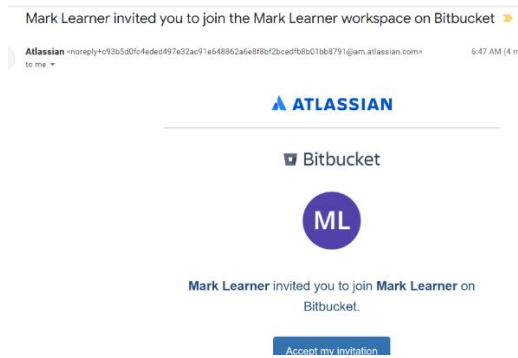 Mark Learner invited you to join the Mark Learner workspace on Bitbucket
Atlassian <noreply+c93b5d0fc4eded497e32ac91e648862a6e8f8bf2bcedfb8b01bb8791@am.atlassian.com> 6:47 AM (4 m
to me
ATLASSIAN
Bitbucket
ML
Mark Learner invited you to join Mark Learner on
Bitbucket.
Accept my invitation